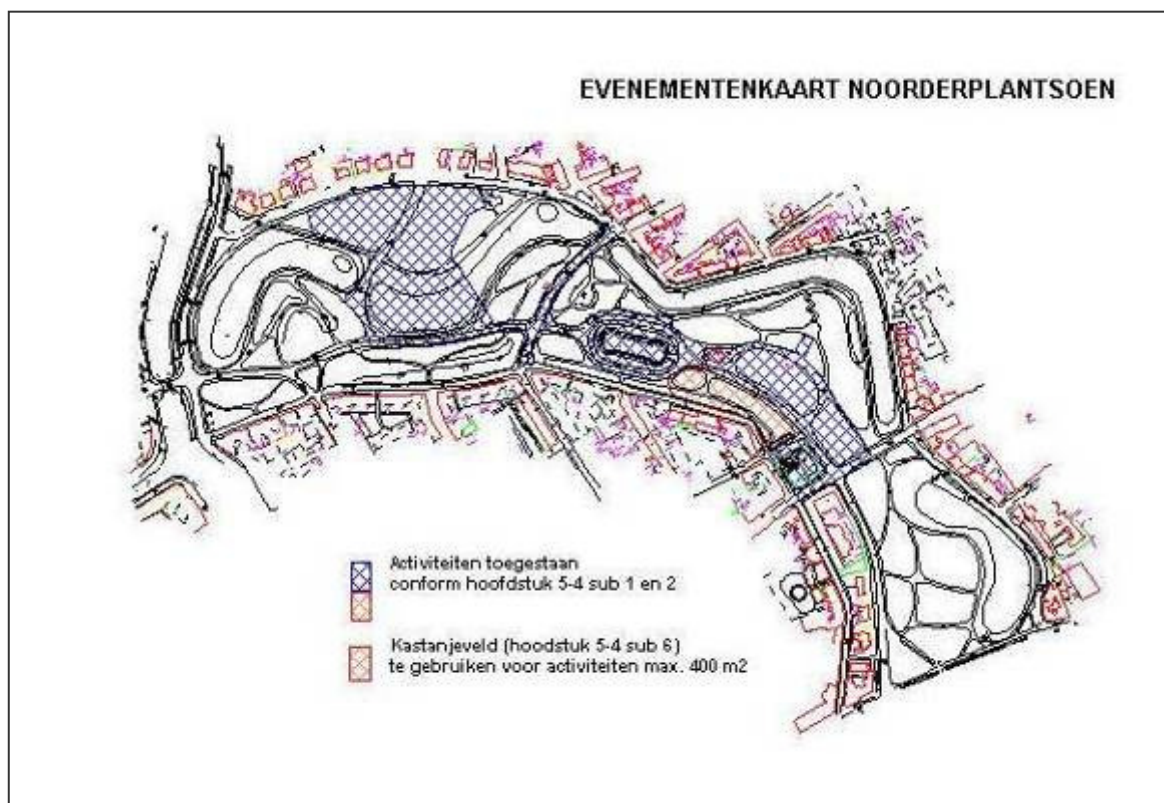 EVENEMENTENKAART NOORDERPLANTSOEN
Activiteiten toegestaan
conform hoofdstuk 5-4 sub 1 en 2
Kastanjeveld (hoodstuk 5-4 sub 6)
te gebruiken voor activiteiten max. 400 m2